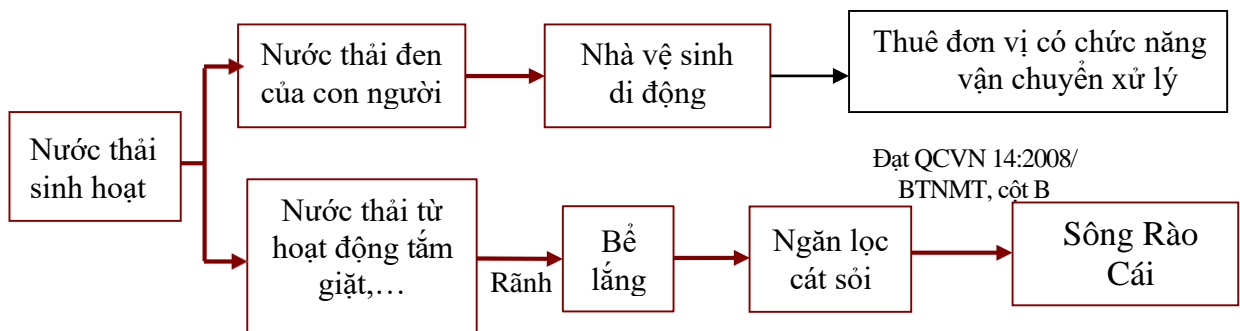 Nước thải
sinh hoạt
Nước thải đen
của con người
Nhà vệ sinh
di động
Thuê đơn vị có chức năng
vận chuyển xử lý
Nước thải từ
hoạt động tắm
giặt,…
Rãnh
Bể
lắng
Ngăn lọc
cát sỏi
Đạt QCVN 14:2008/
BTNMT, cột B
Sông Rào
Cái